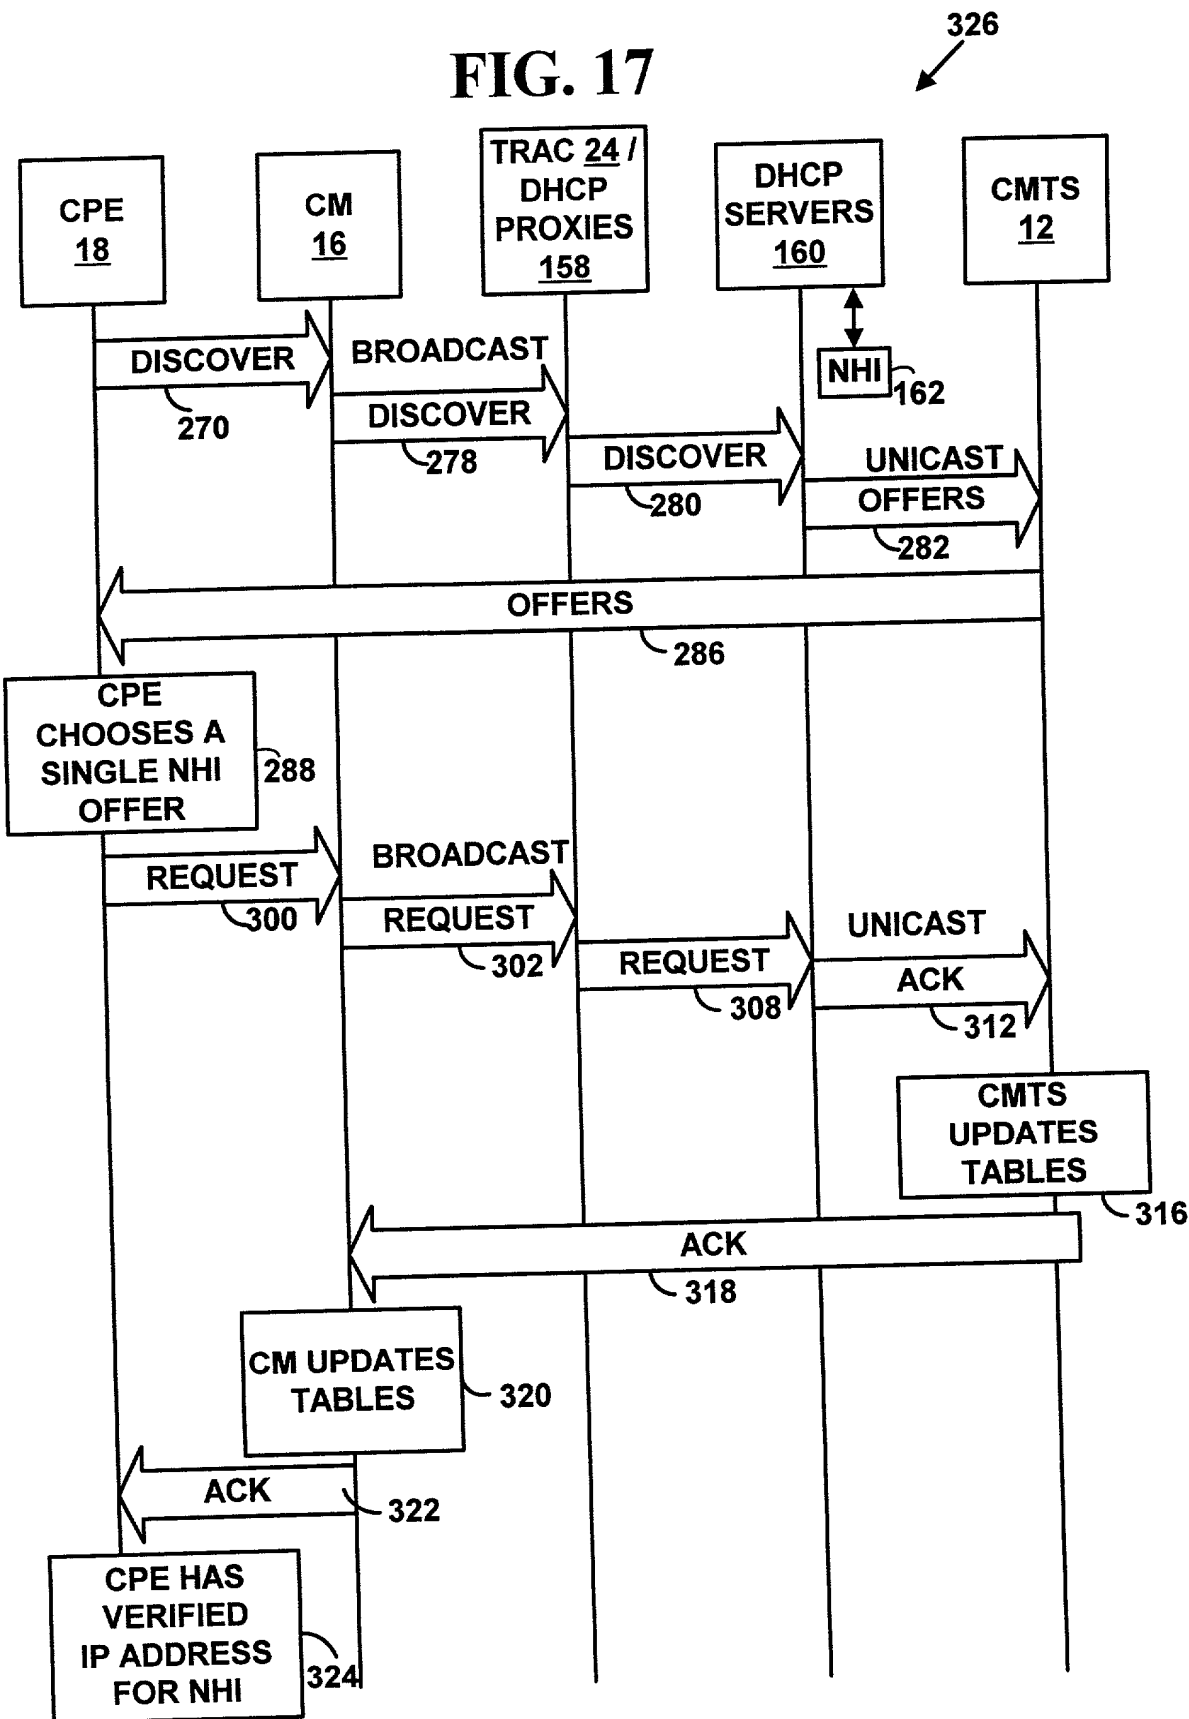 326
FIG. 17
CPE
18
CM
16
TRAC 24 /
DHCP
PROXIES
158
DHCP
SERVERS
160
CMTS
12
NHI
162
DISCOVER
270
BROADCAST
DISCOVER
278
DISCOVER
280
UNICAST
OFFERS
282
OFFERS
286
CPE
CHOOSES A
SINGLE NHI
OFFER
288
REQUEST
300
BROADCAST
REQUEST
302
REQUEST
308
UNICAST
ACK
312
CMTS
UPDATES
TABLES
316
ACK
318
CM UPDATES
TABLES
320
ACK
322
CPE HAS
VERIFIED
IP ADDRESS
FOR NHI
324